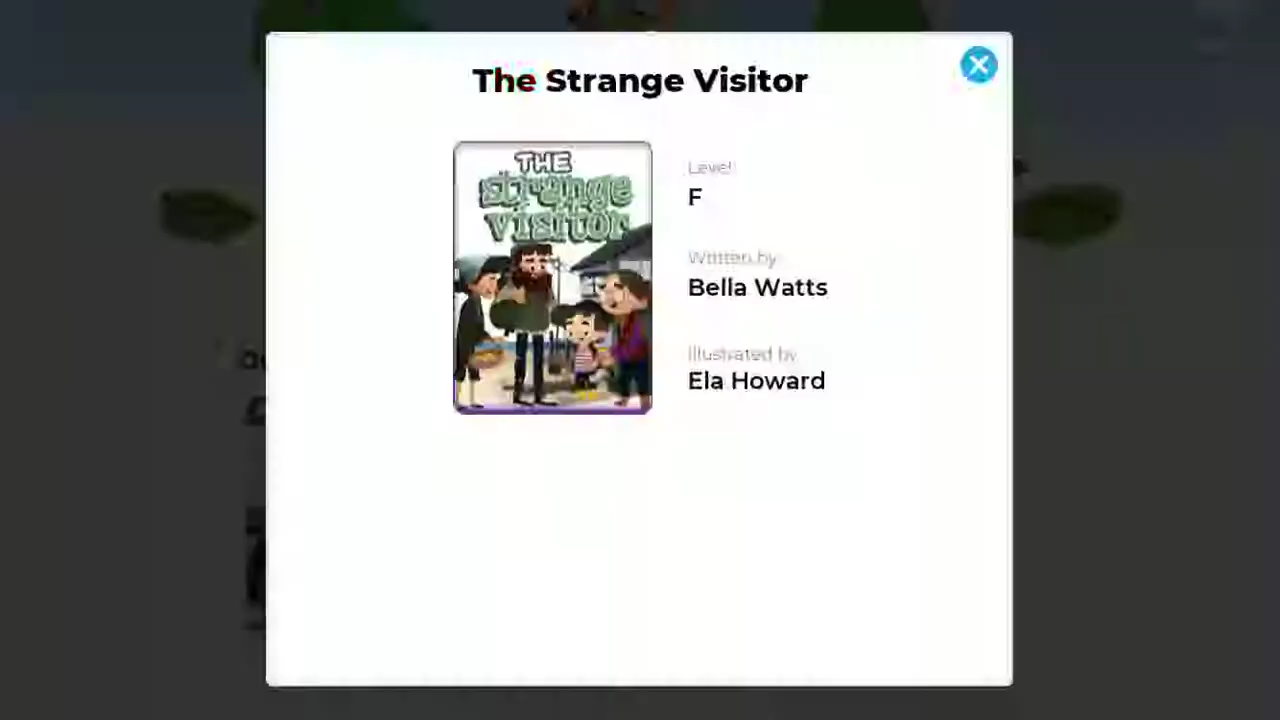 The Strange Visitor
THE
strange
visitor
Level
F
Written by
Bella Watts
Illustrated by
Ela Howard